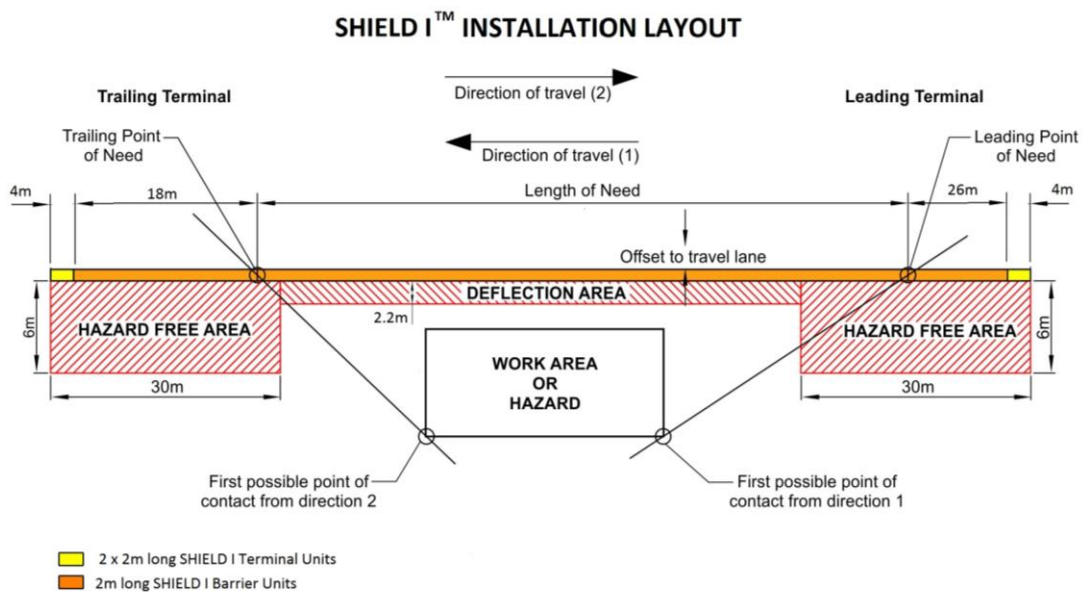 SHIELD I™ INSTALLATION LAYOUT
Direction of travel (2)
Trailing Terminal
Leading Terminal
Direction of travel (1)
Trailing Point
of Need
Leading Point
of Need
4m
18m
Length of Need
26m
4m
Offset to travel lane
DEFLECTION AREA
2.2m
6m
HAZARD FREE AREA
HAZARD FREE AREA
6m
30m
30m
WORK AREA
OR
HAZARD
First possible point of
contact from direction 2
First possible point of
contact from direction 1
2 x 2m long SHIELD I Terminal Units
2m long SHIELD I Barrier Units